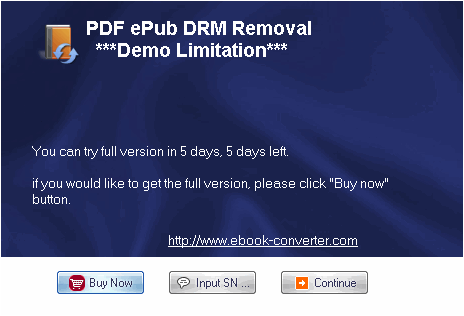 PDF ePub DRM Removal
***Demo Limitation***
You can try full version in 5 days, 5 days left.
if you would like to get the full version, please click "Buy now"
button.
http://www.ebook-converter.com
Buy Now
Input SN ...
Continue